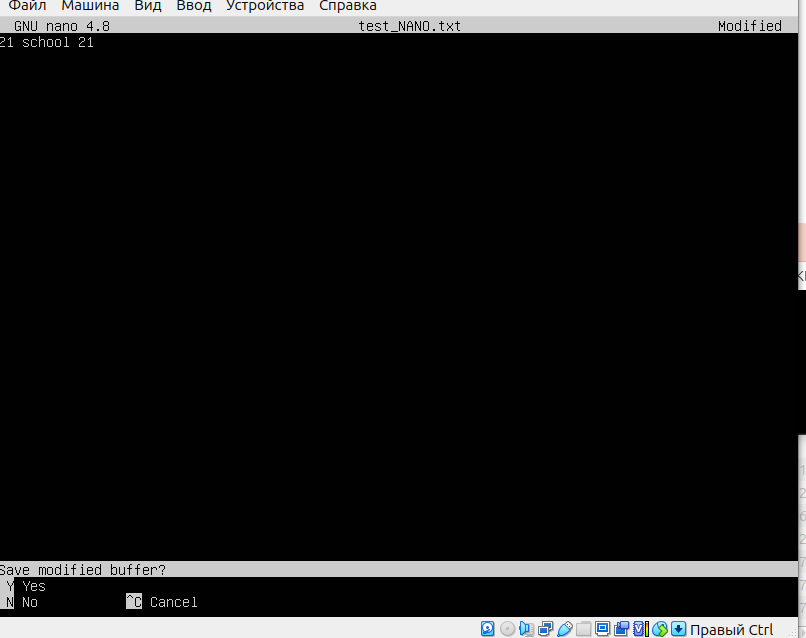 Файл Машина Вид Ввод Устройства Справка
GNU nano 4.8 test_NANO.txt Modified
21 school 21
Save modified buffer?
Y Yes
N No ^C Cancel
Правый Ctrl